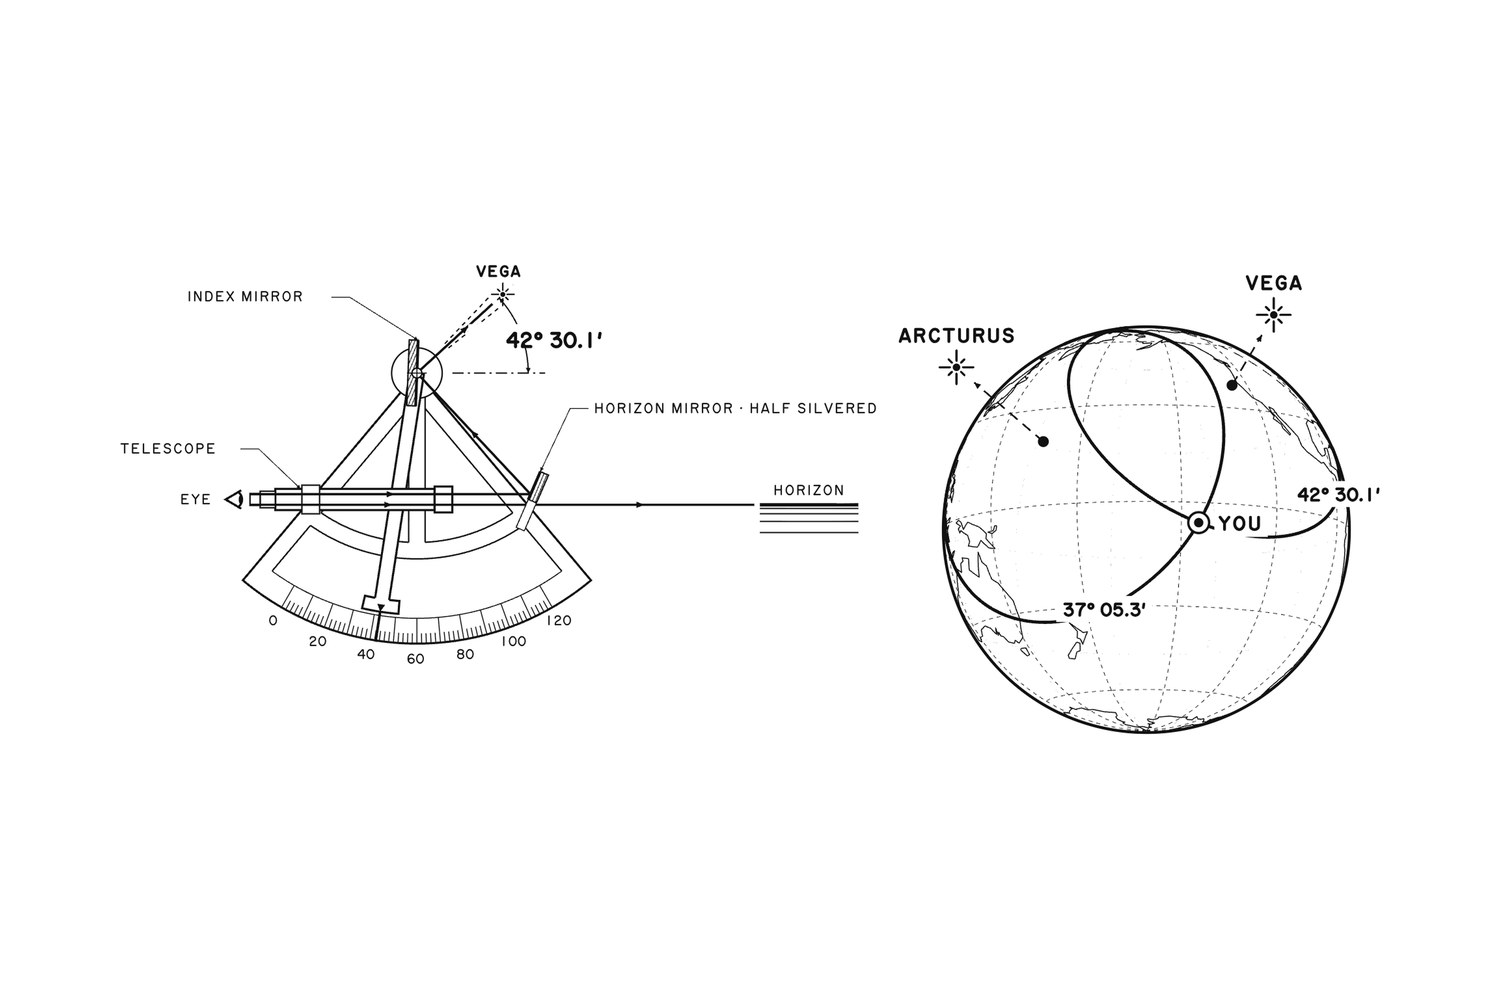 VEGA
INDEX MIRROR
42° 30.1'
HORIZON MIRROR · HALF SILVERED
TELESCOPE
EYE
HORIZON
0
20
40
60
80
100
120
VEGA
ARCTURUS
42° 30.1'
YOU
37° 05.3'